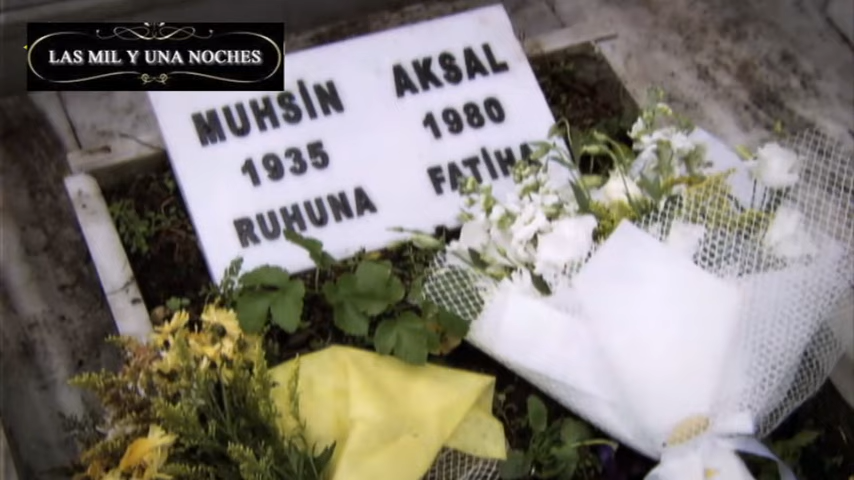 LAS MIL Y UNA NOCHES
MUHSİN AKSAL
1935 1980
RUHUNA FATİHA